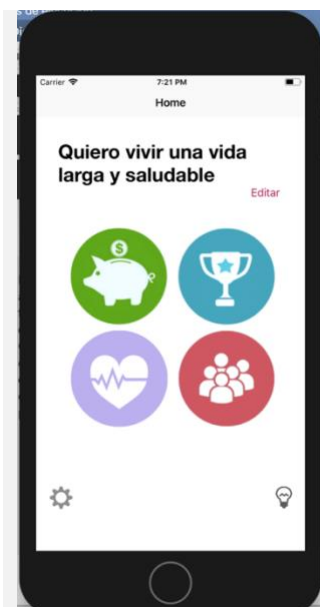 Carrier
7:21 PM
Home
Quiero vivir una vida
larga y saludable
Editar
$